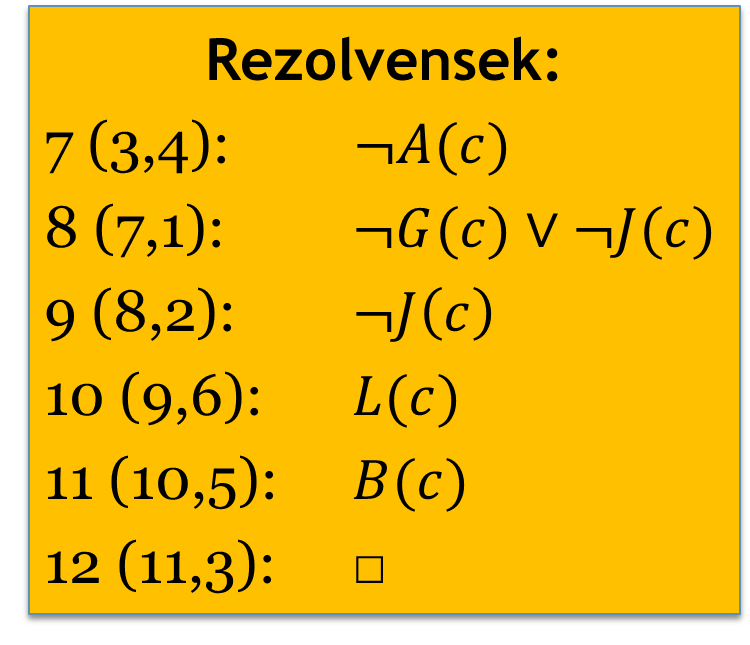 Rezolvensek:
7 (3,4): ¬A(c)
8 (7,1): ¬G(c) ∨ ¬J(c)
9 (8,2): ¬J(c)
10 (9,6): L(c)
11 (10,5): B(c)
12 (11,3): □